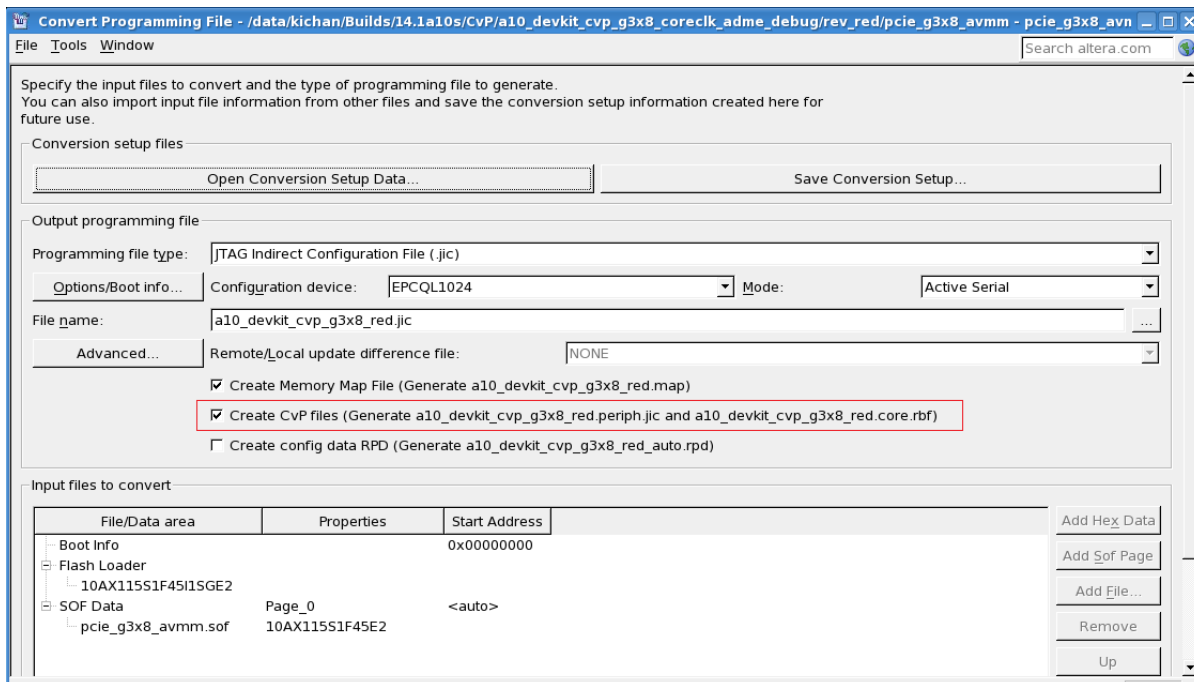 Convert Programming File - /data/kichan/Builds/14.1a10s/CvP/a10_devkit_cvp_g3x8_coreclk_adme_debug/rev_red/pcie_g3x8_avmm - pcie_g3x8_avn
File Tools Window
Search altera.com
Specify the input files to convert and the type of programming file to generate.
You can also import input file information from other files and save the conversion setup information created here for
future use.
Conversion setup files
Open Conversion Setup Data... Save Conversion Setup...
Output programming file
Programming file type: JTAG Indirect Configuration File (.jic)
Options/Boot info... Configuration device: EPCQL1024 Mode: Active Serial
File name: a10_devkit_cvp_g3x8_red.jic ...
Advanced... Remote/Local update difference file: NONE
Create Memory Map File (Generate a10_devkit_cvp_g3x8_red.map)
Create CvP files (Generate a10_devkit_cvp_g3x8_red.periph.jic and a10_devkit_cvp_g3x8_red.core.rbf)
Create config data RPD (Generate a10_devkit_cvp_g3x8_red_auto.rpd)
Input files to convert
File/Data area Properties Start Address
Add Hex Data
Boot Info 0x00000000
Add Sof Page
Flash Loader
10AX115S1F45I1SGE2
Add File...
SOF Data Page_0 <auto>
pcie_g3x8_avmm.sof 10AX115S1F45E2
Remove
Up